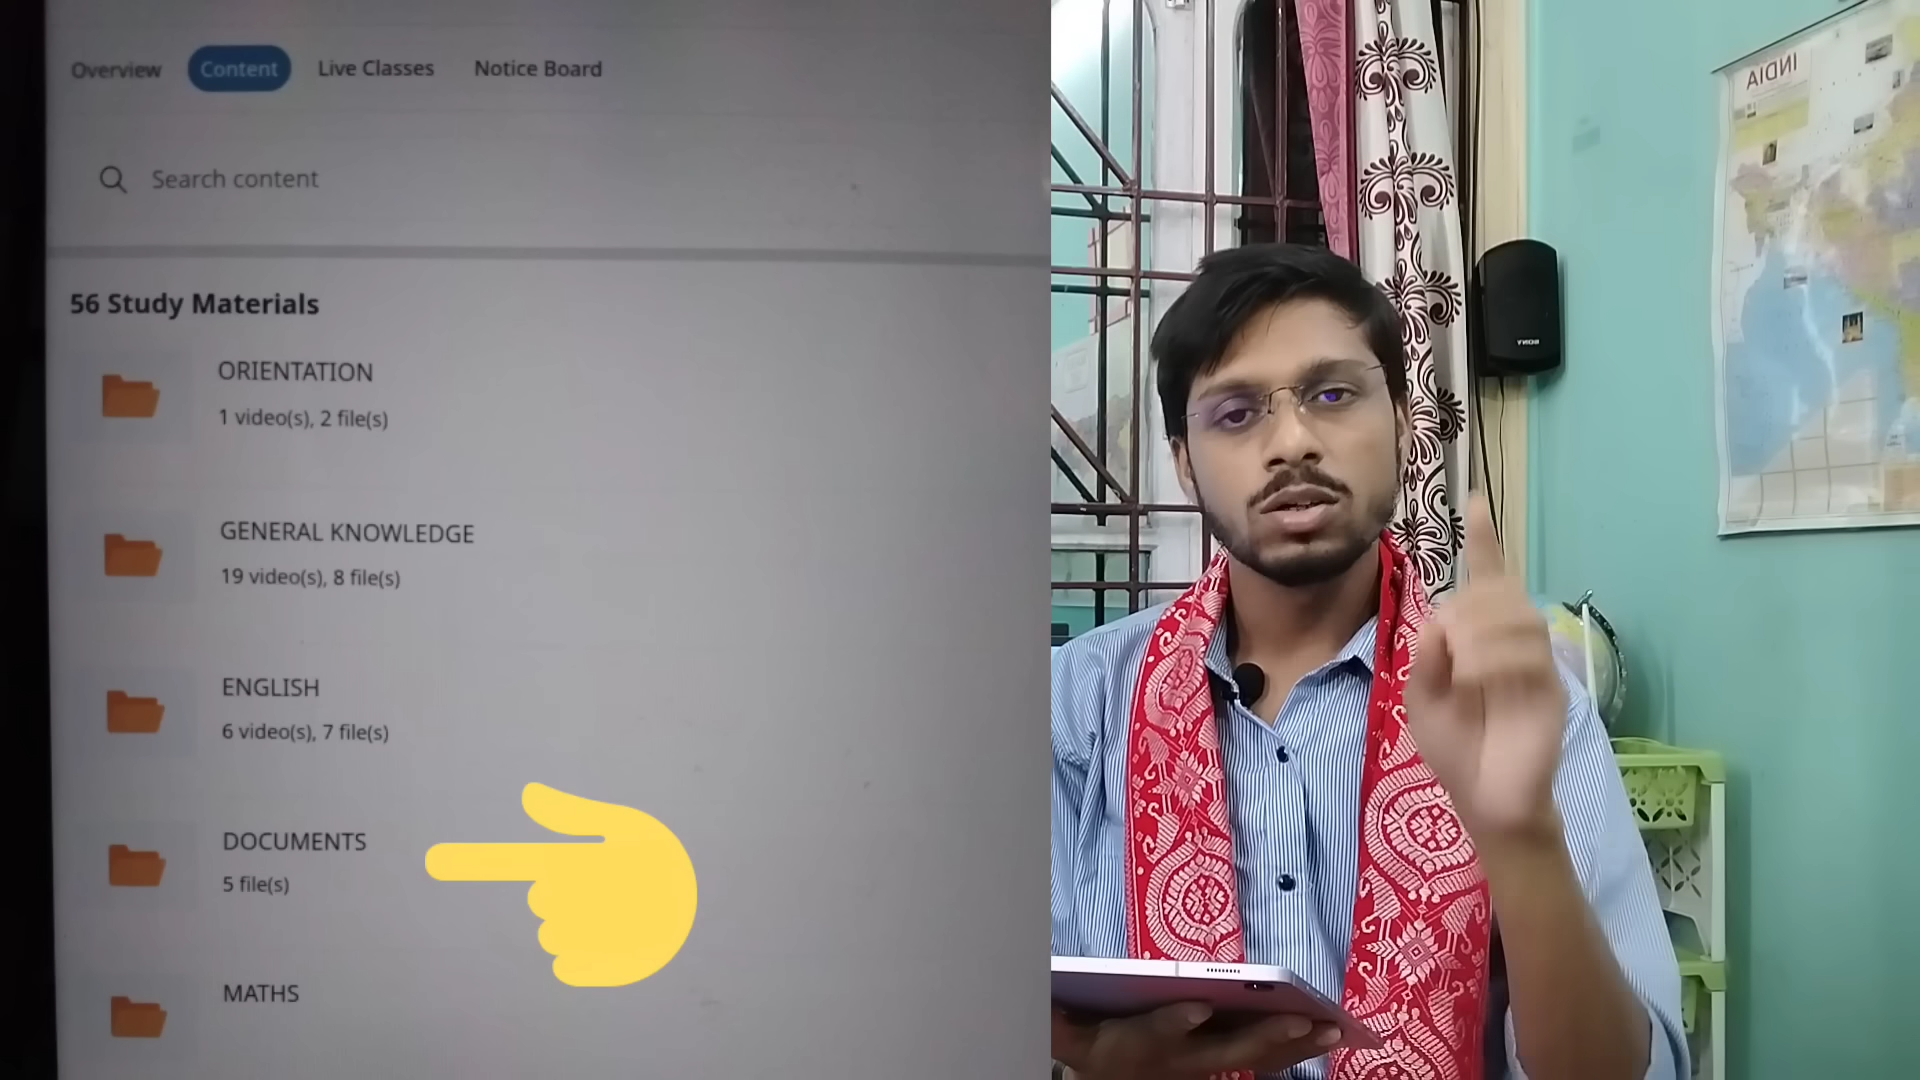 Overview Content Live Classes Notice Board
Search content
56 Study Materials
ORIENTATION
1 video(s), 2 file(s)
GENERAL KNOWLEDGE
19 video(s), 8 file(s)
ENGLISH
6 video(s), 7 file(s)
DOCUMENTS
5 file(s)
MATHS
INDIA
SONY